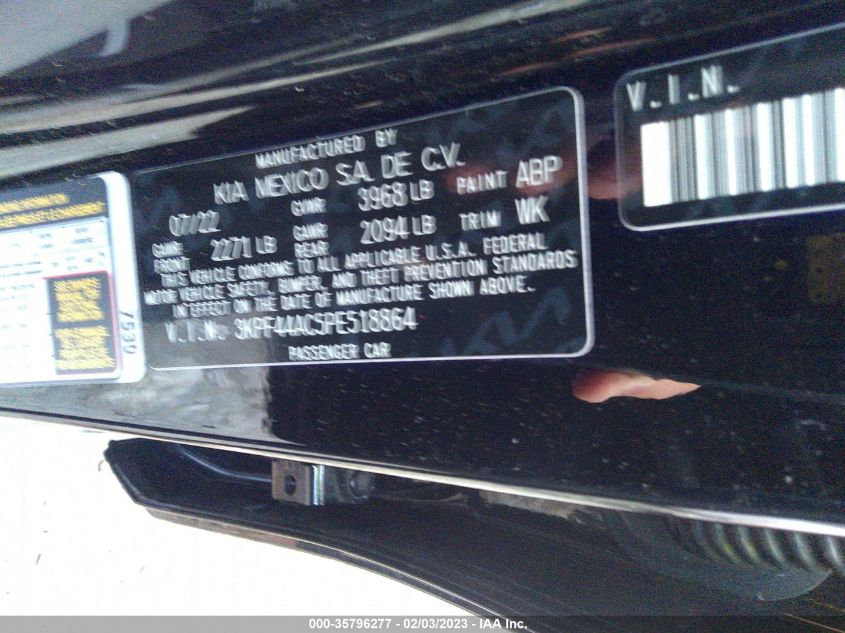 MANUFACTURED BY
KIA MEXICO S.A. DE C.V.
07/22 GVWR: 3968 LB PAINT ABP
GAWR: FRONT 2271 LB GAWR: REAR 2094 LB TRIM WK
THIS VEHICLE CONFORMS TO ALL APPLICABLE U.S.A. FEDERAL
MOTOR VEHICLE SAFETY, BUMPER, AND THEFT PREVENTION STANDARDS
IN EFFECT ON THE DATE OF MANUFACTURE SHOWN ABOVE.
V.I.N.: 3KPF44AC5PE518864
PASSENGER CAR
V.I.N.
7530
000-35796277 - 02/03/2023 - IAA Inc.